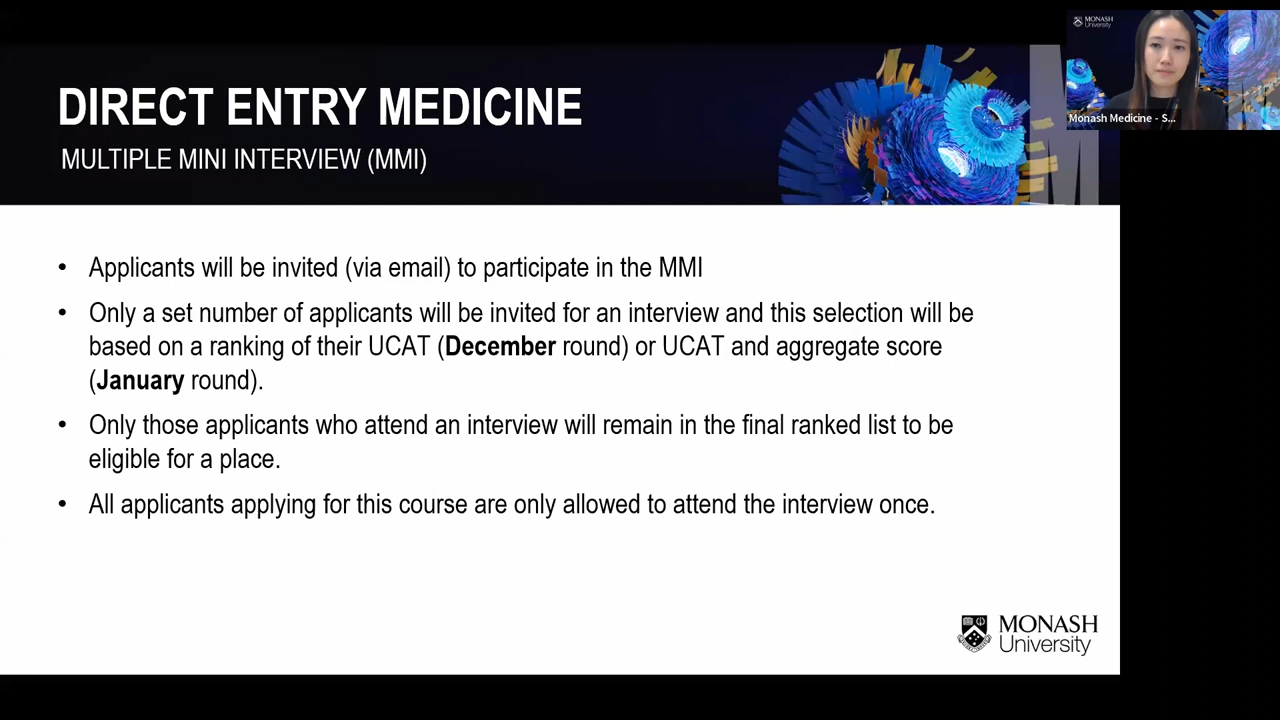 MONASH
University
Monash Medicine - S...
DIRECT ENTRY MEDICINE
MULTIPLE MINI INTERVIEW (MMI)
• Applicants will be invited (via email) to participate in the MMI
• Only a set number of applicants will be invited for an interview and this selection will be
based on a ranking of their UCAT (December round) or UCAT and aggregate score
(January round).
• Only those applicants who attend an interview will remain in the final ranked list to be
eligible for a place.
• All applicants applying for this course are only allowed to attend the interview once.
MONASH
University